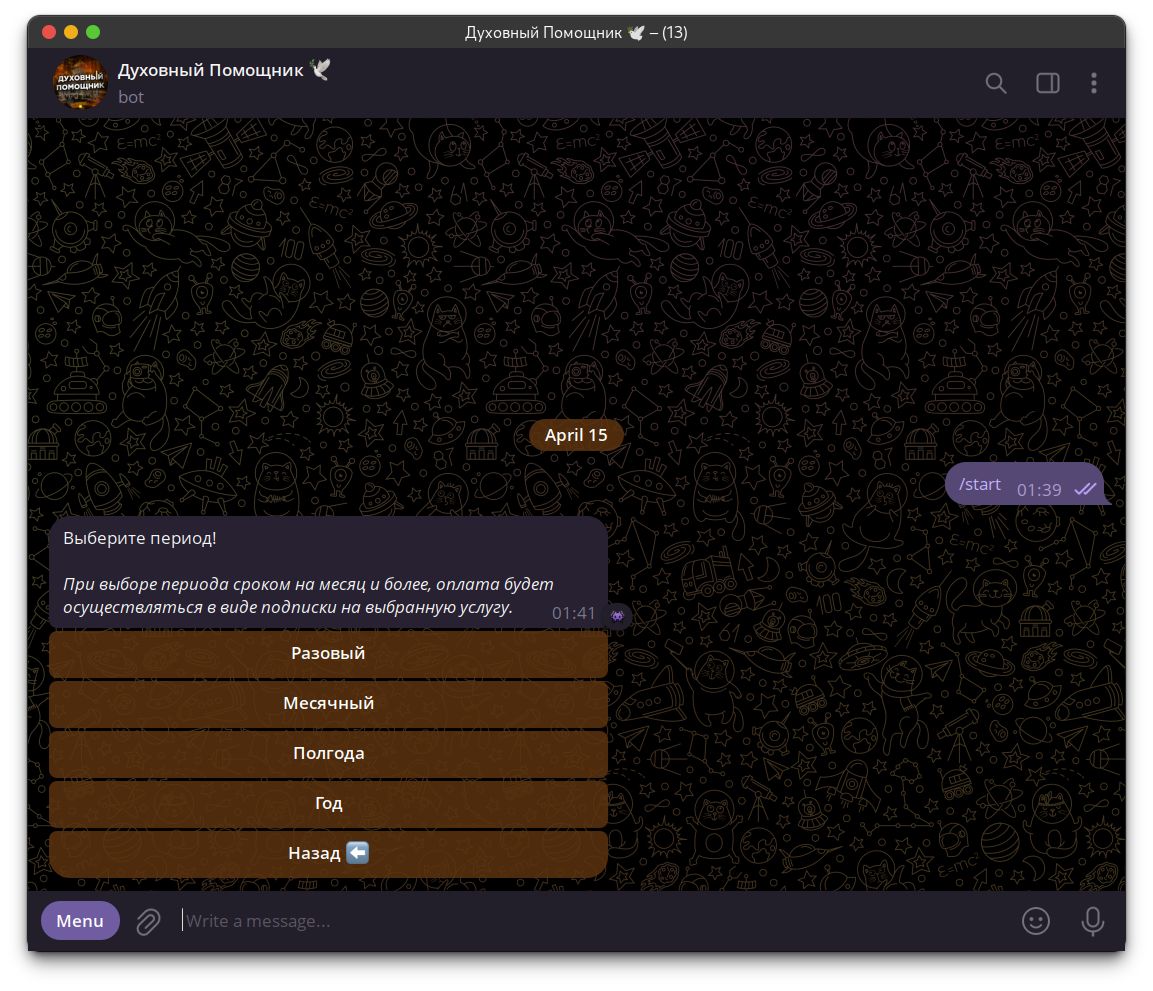 Духовный Помощник 🕊 – (13)
ДУХОВНЫЙ
ПОМОЩНИК
Духовный Помощник 🕊
bot
April 15
/start 01:39
Выберите период!
При выборе периода сроком на месяц и более, оплата будет
осуществляться в виде подписки на выбранную услугу. 01:41
Разовый
Месячный
Полгода
Год
Назад ⬅️
Menu
Write a message...
E=mc²